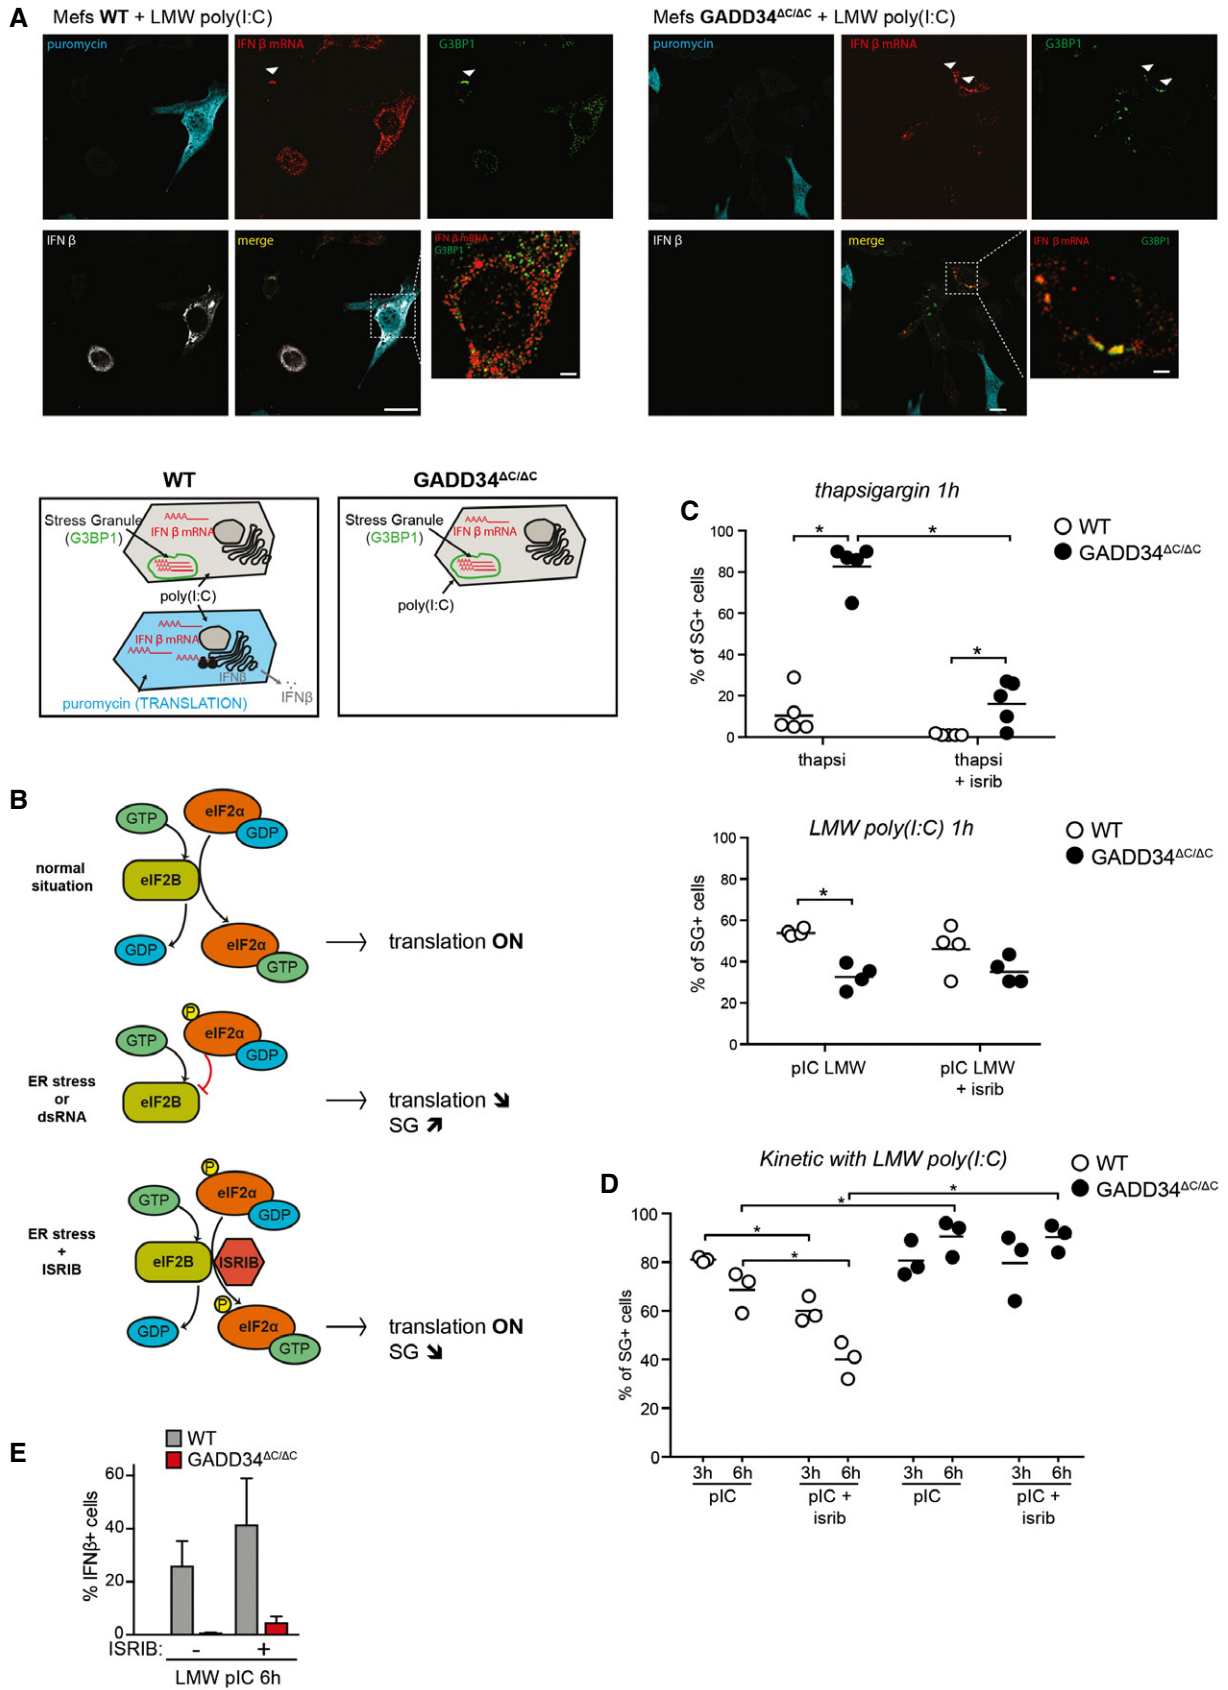 A
Mefs WT + LMW poly(I:C)
Mefs GADD34ΔC/ΔC + LMW poly(I:C)
puromycin
IFN β mRNA
G3BP1
puromycin
IFN β mRNA
G3BP1
IFN β
merge
IFN β mRNA
G3BP1
IFN β
merge
IFN β mRNA
G3BP1
WT
GADD34ΔC/ΔC
Stress Granule
(G3BP1)
AAAA
IFN β mRNA
poly(I:C)
AAAA
IFN β mRNA
AAAA
AAAA
IFNβ
IFNβ
puromycin (TRANSLATION)
Stress Granule
(G3BP1)
AAAA
IFN β mRNA
poly(I:C)
B
normal
situation
GTP
eIF2α
GDP
eIF2B
GDP
eIF2α
GTP
translation ON
ER stress
or
dsRNA
GTP
P
eIF2α
GDP
eIF2B
translation ↘
SG ↗
ER stress
+
ISRIB
GTP
P
eIF2α
GDP
eIF2B
ISRIB
GDP
P
eIF2α
GTP
translation ON
SG ↘
C
thapsigargin 1h
WT
GADD34ΔC/ΔC
% of SG+ cells
100
80
60
40
20
0
*
*
*
thapsi
thapsi
+ isrib
LMW poly(I:C) 1h
WT
GADD34ΔC/ΔC
% of SG+ cells
100
80
60
40
20
0
*
pIC LMW
pIC LMW
+ isrib
D
Kinetic with LMW poly(I:C)
WT
GADD34ΔC/ΔC
% of SG+ cells
100
80
60
40
20
0
*
*
*
*
3h 6h 3h 6h 3h 6h 3h 6h
pIC
pIC +
isrib
pIC
pIC +
isrib
E
WT
GADD34ΔC/ΔC
% IFNβ+ cells
60
40
20
0
ISRIB: - +
LMW pIC 6h